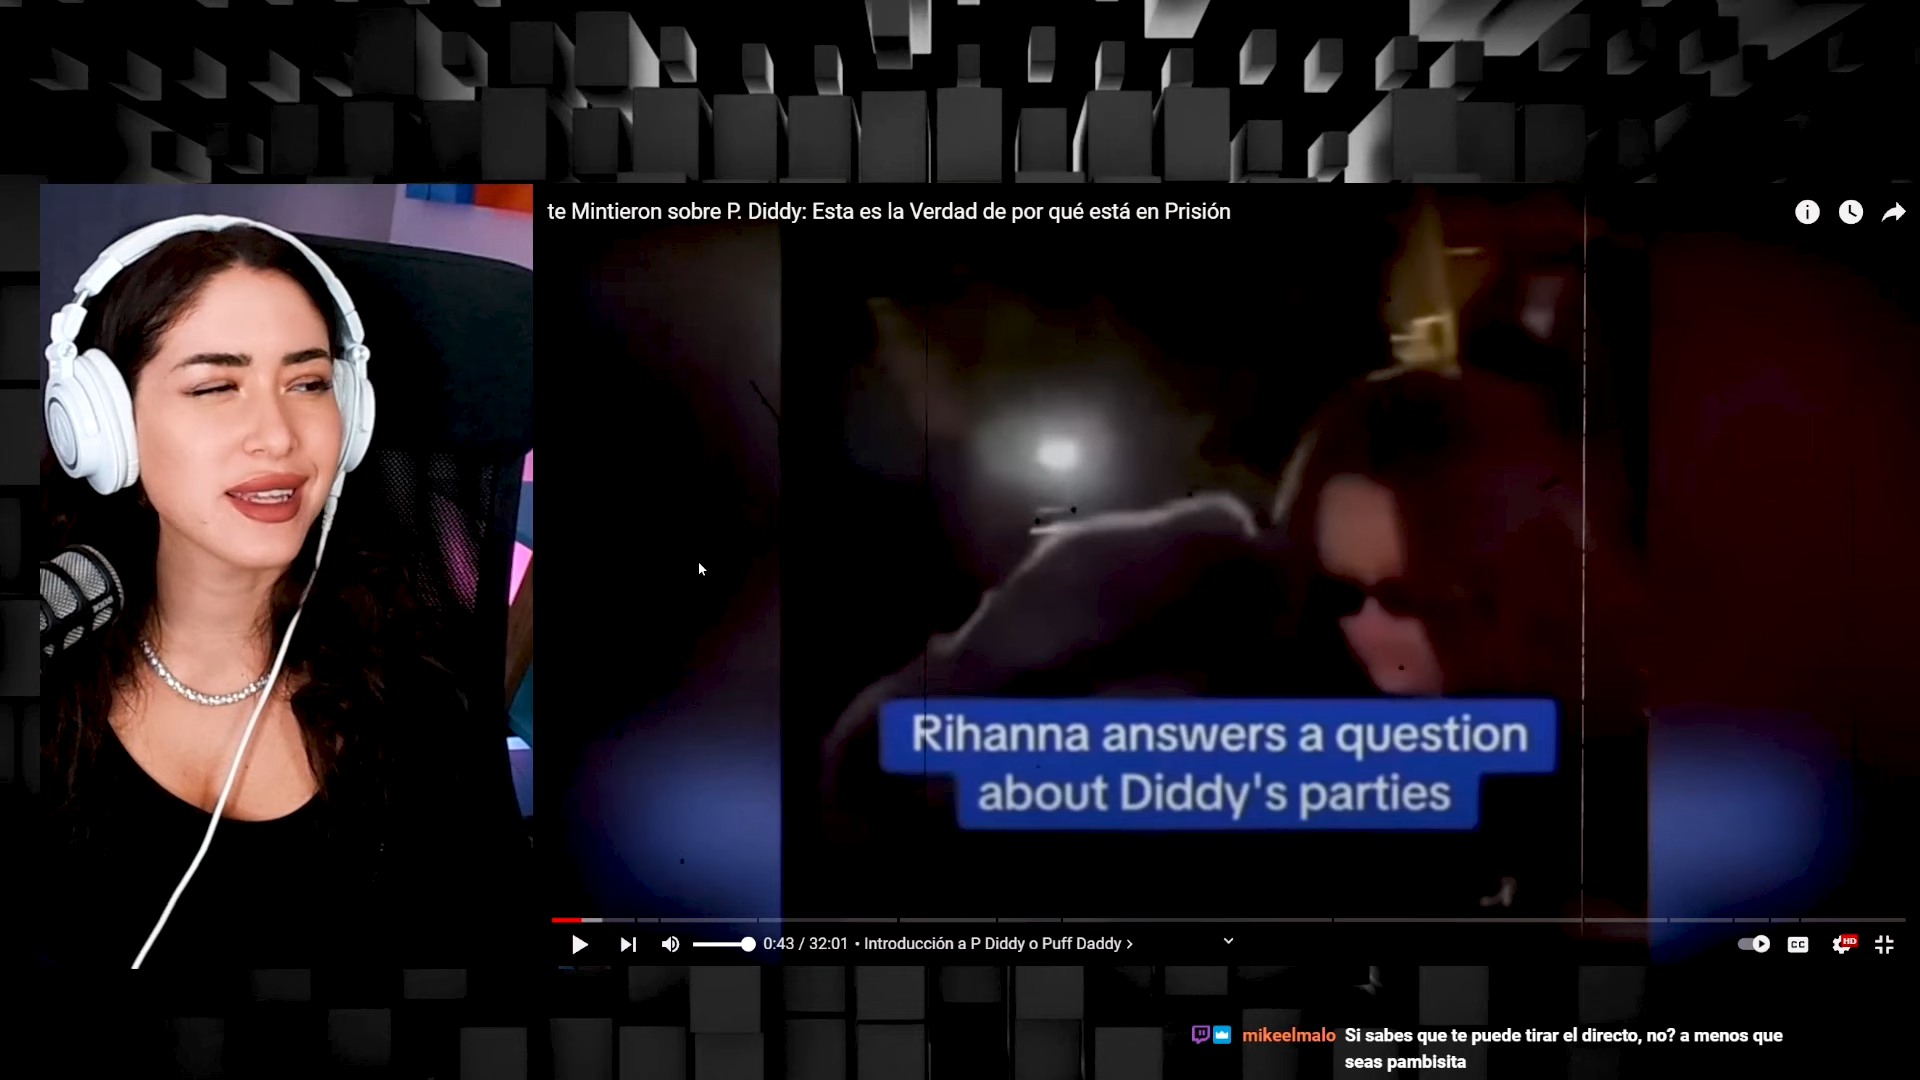 te Mintieron sobre P. Diddy: Esta es la Verdad de por qué está en Prisión
Rihanna answers a question
about Diddy's parties
0:43 / 32:01 • Introducción a P Diddy o Puff Daddy >
CC
HD
mikeelmalo Si sabes que te puede tirar el directo, no? a menos que
seas pambisita